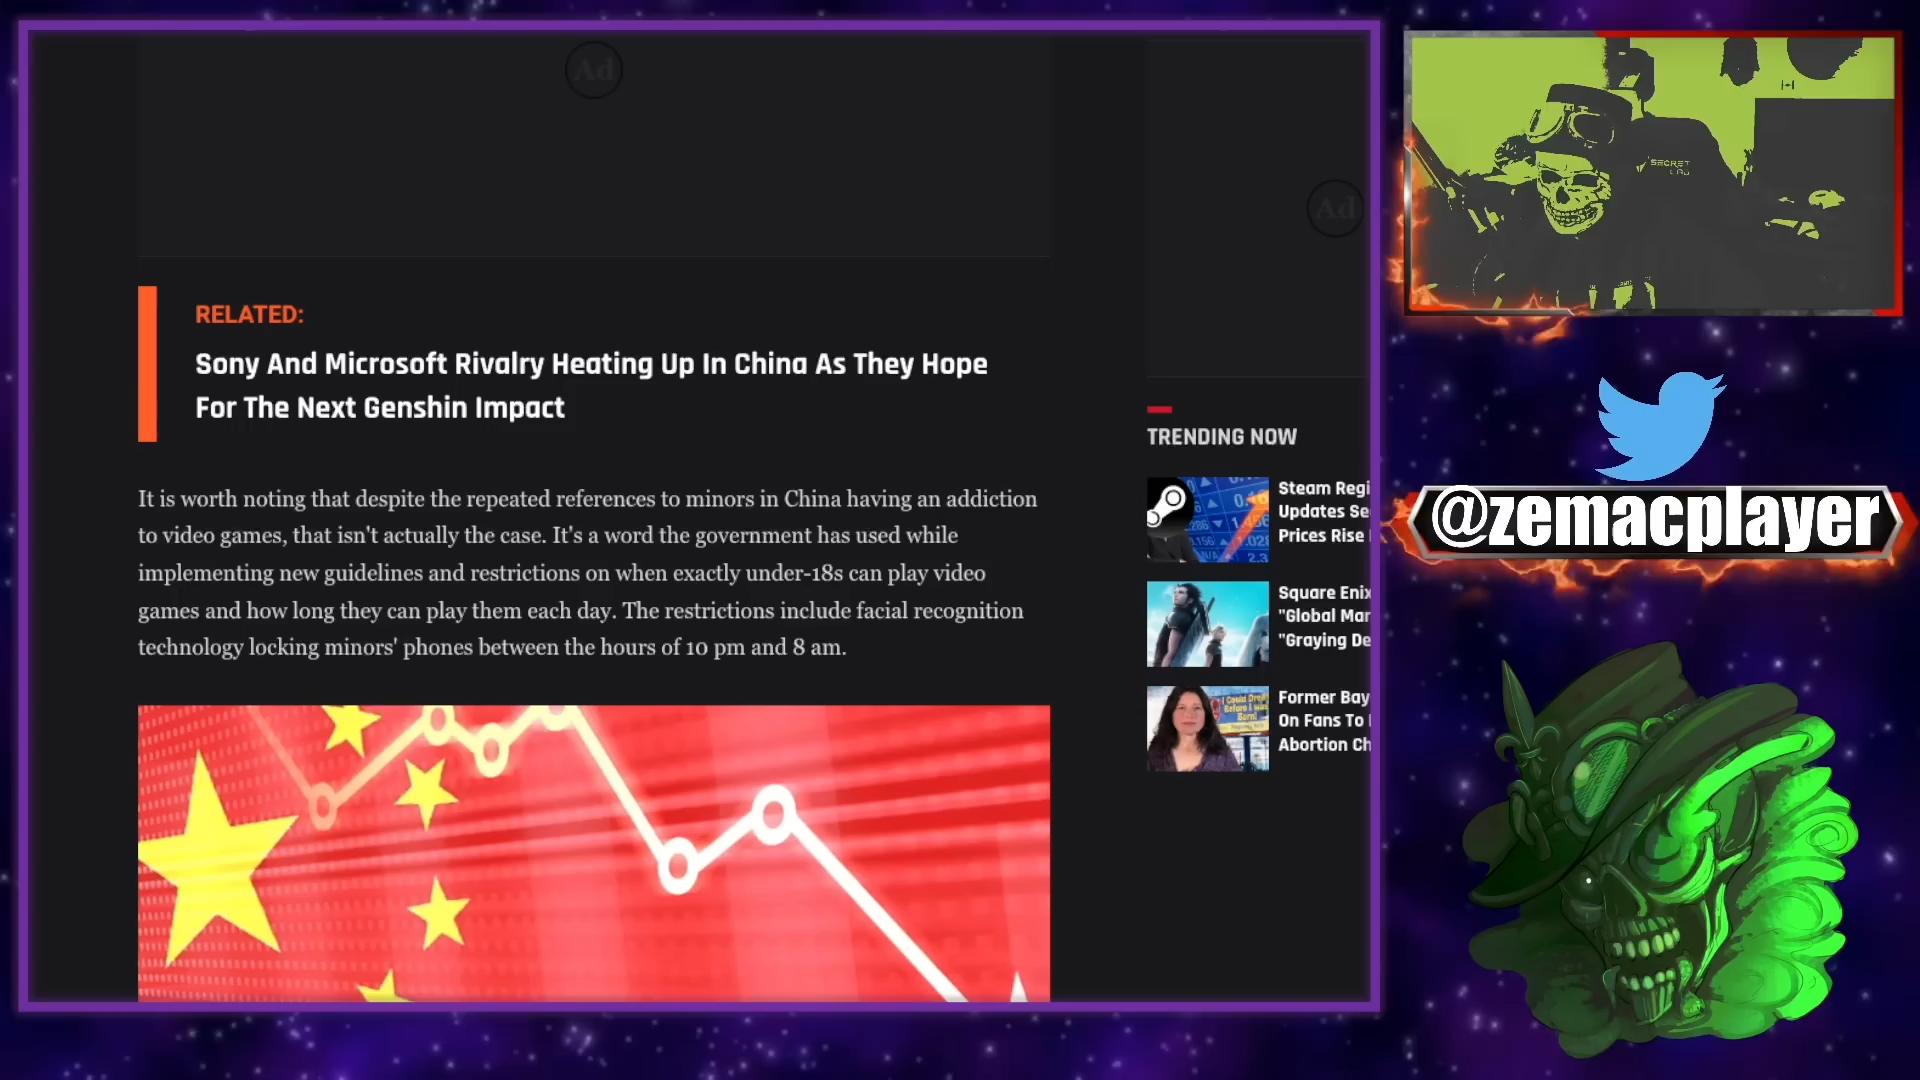 Ad
Ad
RELATED:
Sony And Microsoft Rivalry Heating Up In China As They Hope
For The Next Genshin Impact
It is worth noting that despite the repeated references to minors in China having an addiction
to video games, that isn't actually the case. It's a word the government has used while
implementing new guidelines and restrictions on when exactly under-18s can play video
games and how long they can play them each day. The restrictions include facial recognition
technology locking minors' phones between the hours of 10 pm and 8 am.
TRENDING NOW
Steam Regi
Updates Se
Prices Rise
Square Enix
"Global Mar
"Graying De
Former Bay
On Fans To
Abortion Ch
SECRET
LAB
@zemacplayer